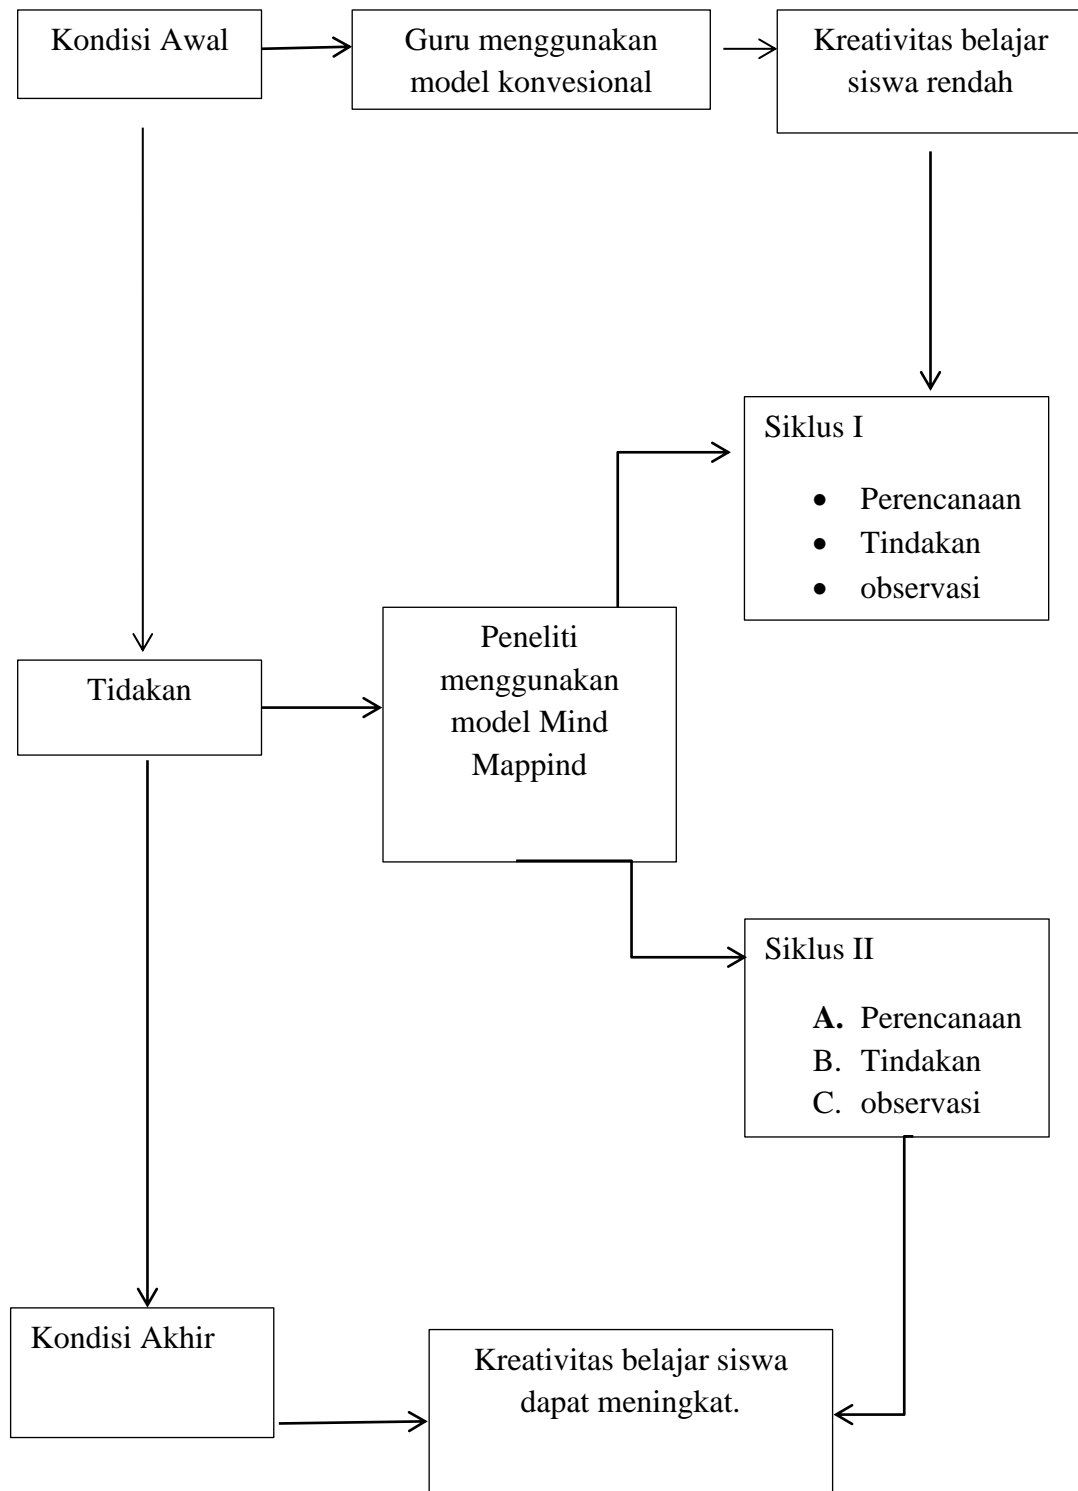 Kondisi Awal
Guru menggunakan
model konvesional
Kreativitas belajar
siswa rendah
Siklus I
• Perencanaan
• Tindakan
• observasi
Peneliti
menggunakan
model Mind
Mappind
Tidakan
Siklus II
A. Perencanaan
B. Tindakan
C. observasi
Kondisi Akhir
Kreativitas belajar siswa
dapat meningkat.